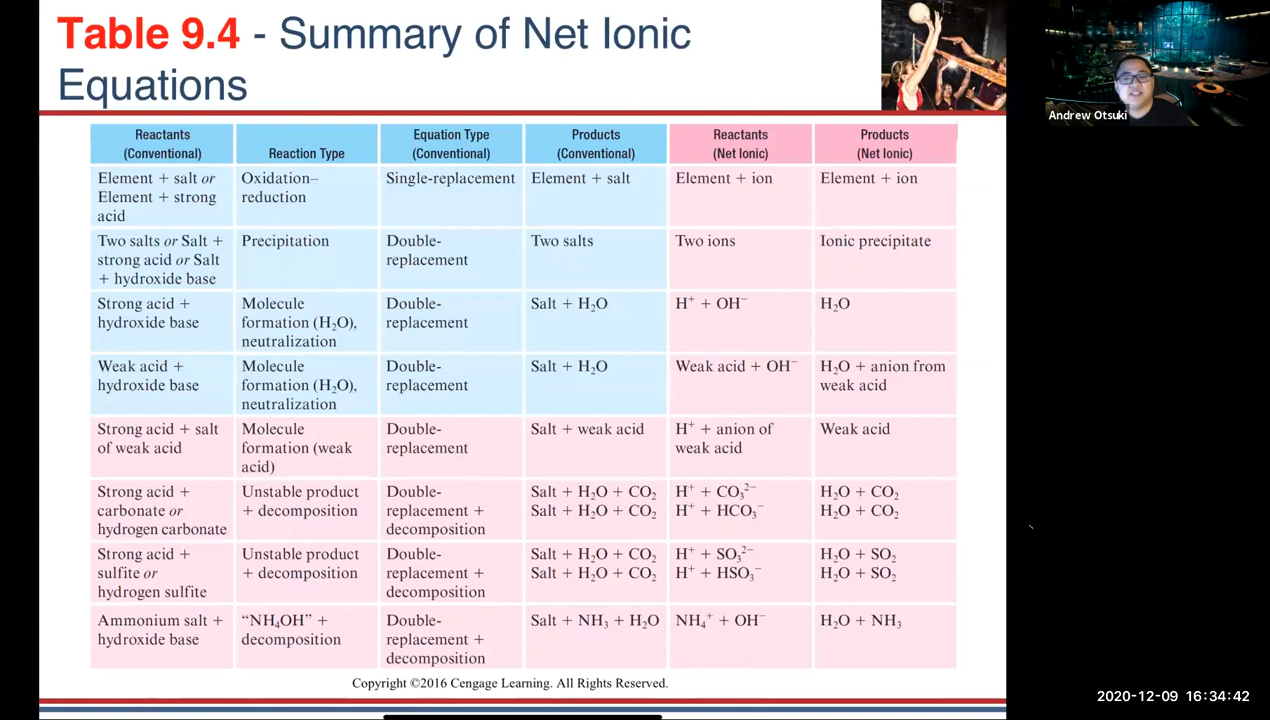 Table 9.4 - Summary of Net Ionic
Equations
Andrew Otsuki
Reactants
(Conventional)
Reaction Type
Equation Type
(Conventional)
Products
(Conventional)
Reactants
(Net Ionic)
Products
(Net Ionic)
Element + salt or
Element + strong
acid
Oxidation–
reduction
Single-replacement
Element + salt
Element + ion
Element + ion
Two salts or Salt +
strong acid or Salt
+ hydroxide base
Precipitation
Double-
replacement
Two salts
Two ions
Ionic precipitate
Strong acid +
hydroxide base
Molecule
formation (H₂O),
neutralization
Double-
replacement
Salt + H₂O
H⁺ + OH⁻
H₂O
Weak acid +
hydroxide base
Molecule
formation (H₂O),
neutralization
Double-
replacement
Salt + H₂O
Weak acid + OH⁻
H₂O + anion from
weak acid
Strong acid + salt
of weak acid
Molecule
formation (weak
acid)
Double-
replacement
Salt + weak acid
H⁺ + anion of
weak acid
Weak acid
Strong acid +
carbonate or
hydrogen carbonate
Unstable product
+ decomposition
Double-
replacement +
decomposition
Salt + H₂O + CO₂
Salt + H₂O + CO₂
H⁺ + CO₃²⁻
H⁺ + HCO₃⁻
H₂O + CO₂
H₂O + CO₂
Strong acid +
sulfite or
hydrogen sulfite
Unstable product
+ decomposition
Double-
replacement +
decomposition
Salt + H₂O + CO₂
Salt + H₂O + CO₂
H⁺ + SO₃²⁻
H⁺ + HSO₃⁻
H₂O + SO₂
H₂O + SO₂
Ammonium salt +
hydroxide base
“NH₄OH” +
decomposition
Double-
replacement +
decomposition
Salt + NH₃ + H₂O
NH₄⁺ + OH⁻
H₂O + NH₃
Copyright ©2016 Cengage Learning. All Rights Reserved.
2020-12-09 16:34:42